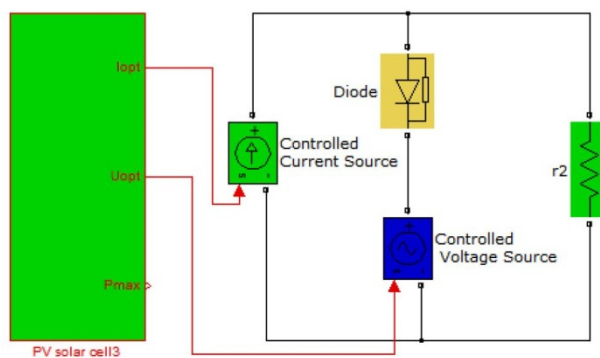 Iopt
Diode
Controlled
Current Source
r2
Uopt
Controlled
Voltage Source
Pmax
PV solar cell3